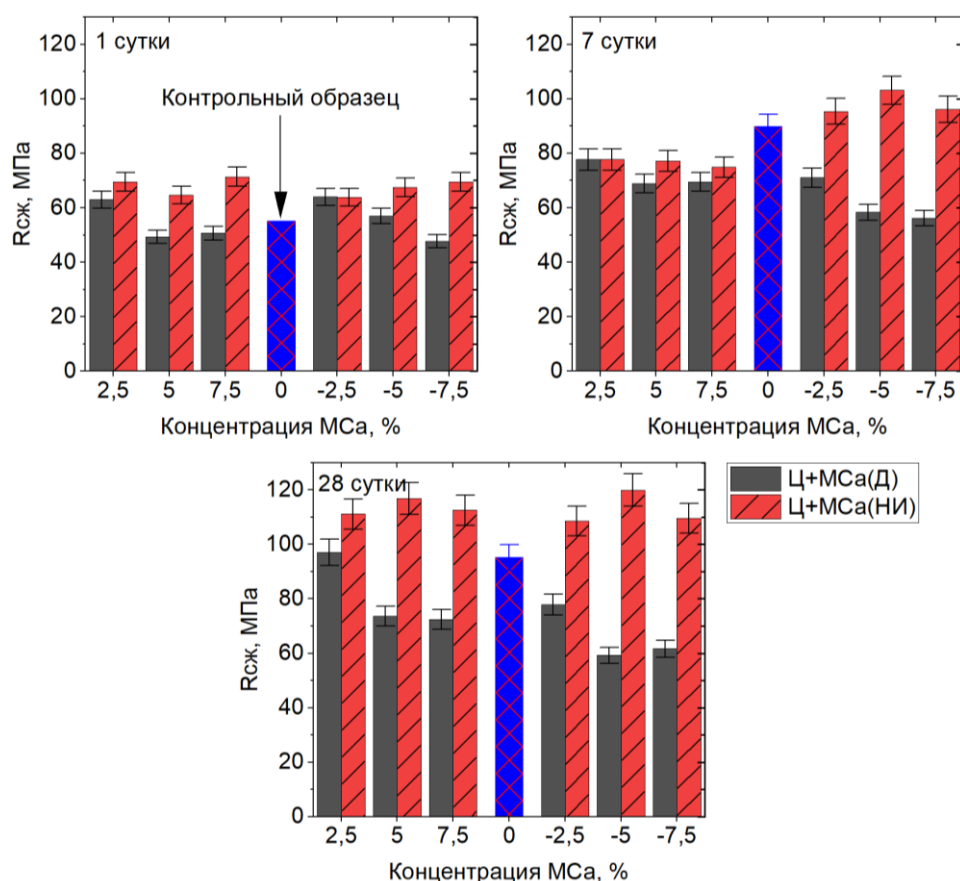 1 сутки
Контрольный образец
Rсж, МПа
120
100
80
60
40
20
0
2,5 5 7,5 0 -2,5 -5 -7,5
Концентрация МСа, %
7 сутки
Rсж, МПа
120
100
80
60
40
20
0
2,5 5 7,5 0 -2,5 -5 -7,5
Концентрация МСа, %
28 сутки
Rсж, МПа
120
100
80
60
40
20
0
2,5 5 7,5 0 -2,5 -5 -7,5
Концентрация МСа, %
Ц+МСа(Д)
Ц+МСа(НИ)